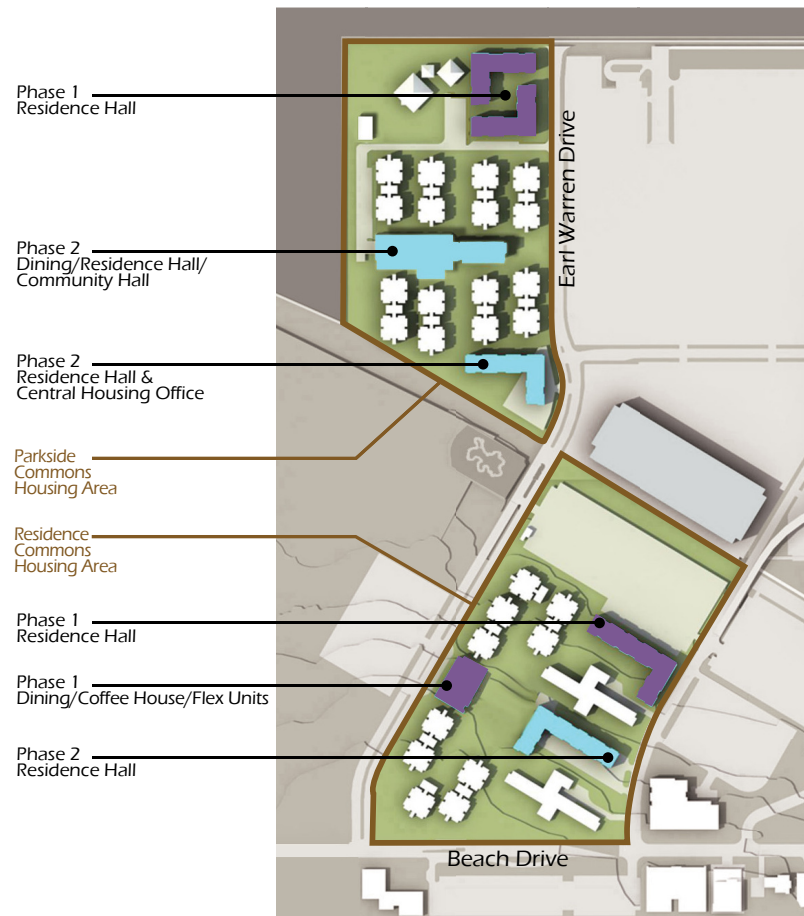 Phase 1
Residence Hall
Earl Warren Drive
Phase 2
Dining/Residence Hall/
Community Hall
Phase 2
Residence Hall &
Central Housing Office
Parkside
Commons
Housing Area
Residence
Commons
Housing Area
Phase 1
Residence Hall
Phase 1
Dining/Coffee House/Flex Units
Phase 2
Residence Hall
Beach Drive